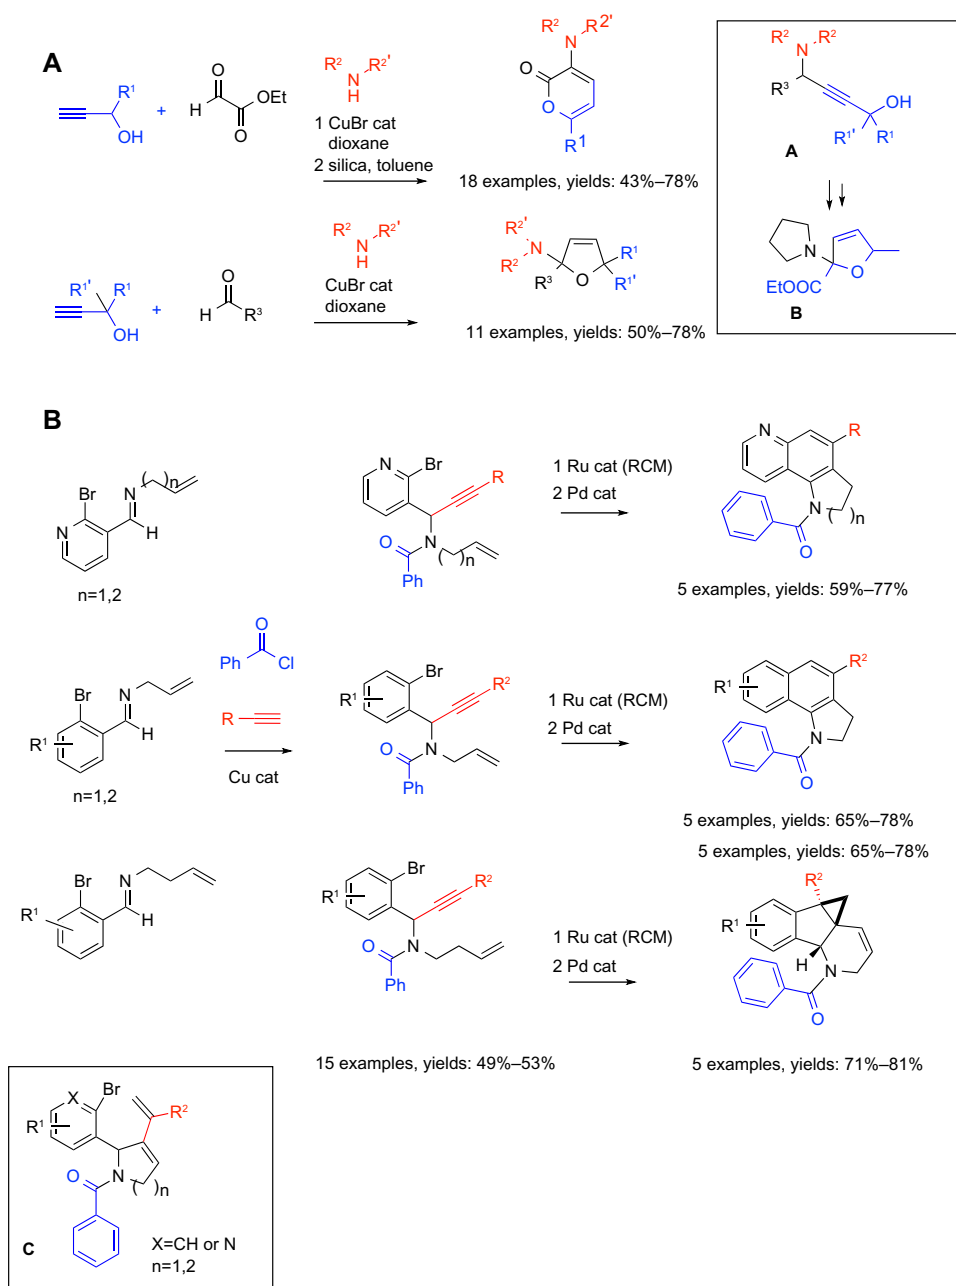 A
R¹
OH
+
O
H
OEt
O
R²
R²'
N
H
1 CuBr cat
dioxane
2 silica, toluene
R²
R²'
N
O
O
R¹
18 examples, yields: 43%–78%
R¹'
R¹
OH
+
O
H
R³
R²
R²'
N
H
CuBr cat
dioxane
R²'
N
R²
R³
O
R¹
R¹'
11 examples, yields: 50%–78%
R²
R²
N
R³
OH
R¹'
R¹
A
N
O
EtOOC
B
B
Br
N
( )n
N
H
n=1,2
N
Br
R
O
N
( )n
Ph
1 Ru cat (RCM)
2 Pd cat
N
R
N
( )n
O
5 examples, yields: 59%–77%
Br
N
H
R¹
n=1,2
O
Ph
Cl
R
Cu cat
Br
R¹
R²
O
N
Ph
1 Ru cat (RCM)
2 Pd cat
R¹
R²
N
O
5 examples, yields: 65%–78%
5 examples, yields: 65%–78%
Br
N
R¹
H
Br
R¹
R²
O
N
Ph
15 examples, yields: 49%–53%
1 Ru cat (RCM)
2 Pd cat
R²
R¹
H
N
O
5 examples, yields: 71%–81%
X
Br
R¹
R²
O
N
( )n
C
X=CH or N
n=1,2